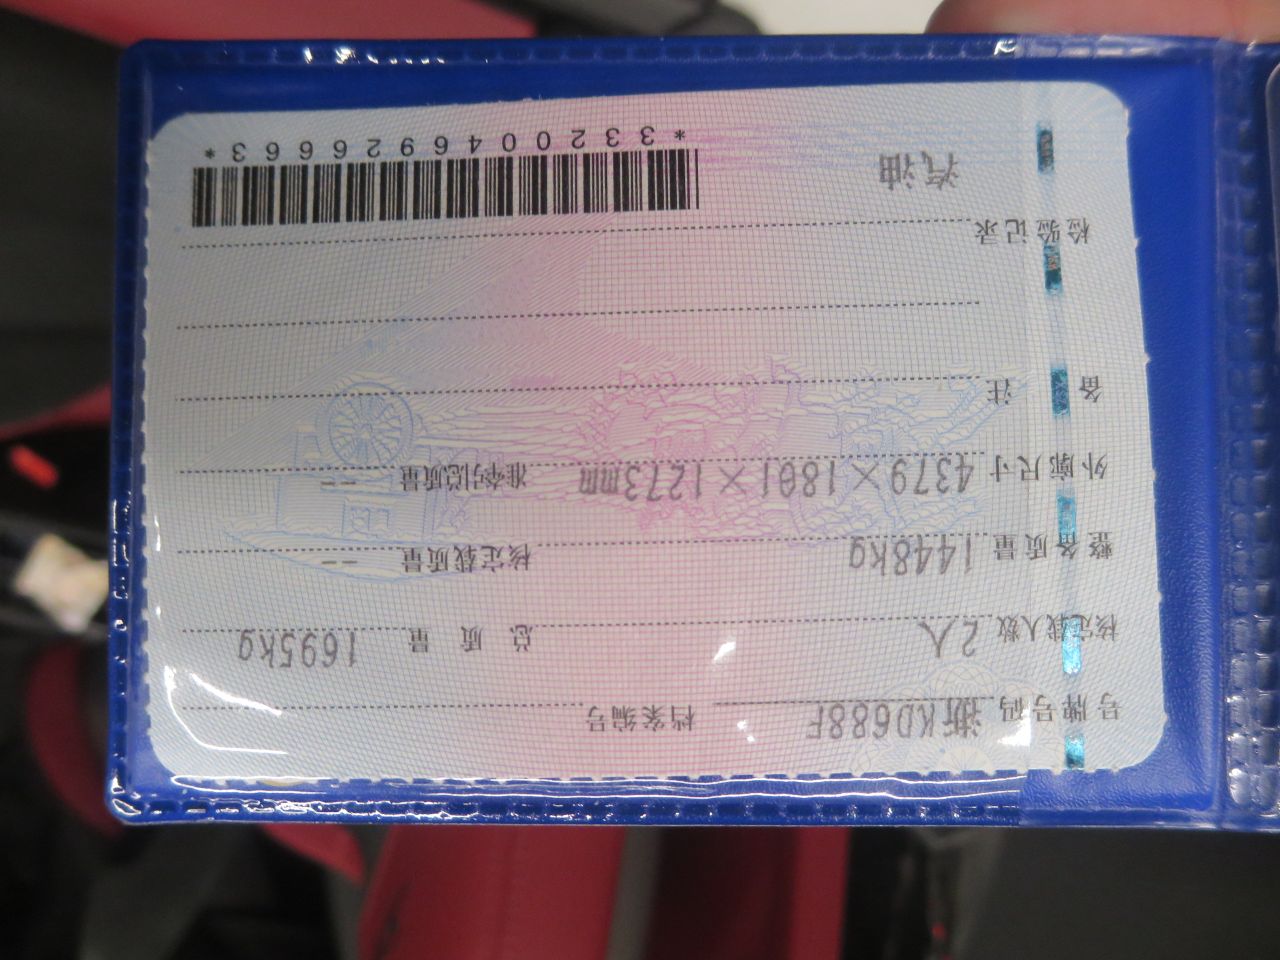 号牌号码 浙KD688F 档案编号
核定载人数 2人 总质量 1695kg
整备质量 1448kg 核定载质量 --
外廓尺寸 4379×1801×1273mm 准牵引总质量 --
备注
检验记录
汽油
*3320046926663*